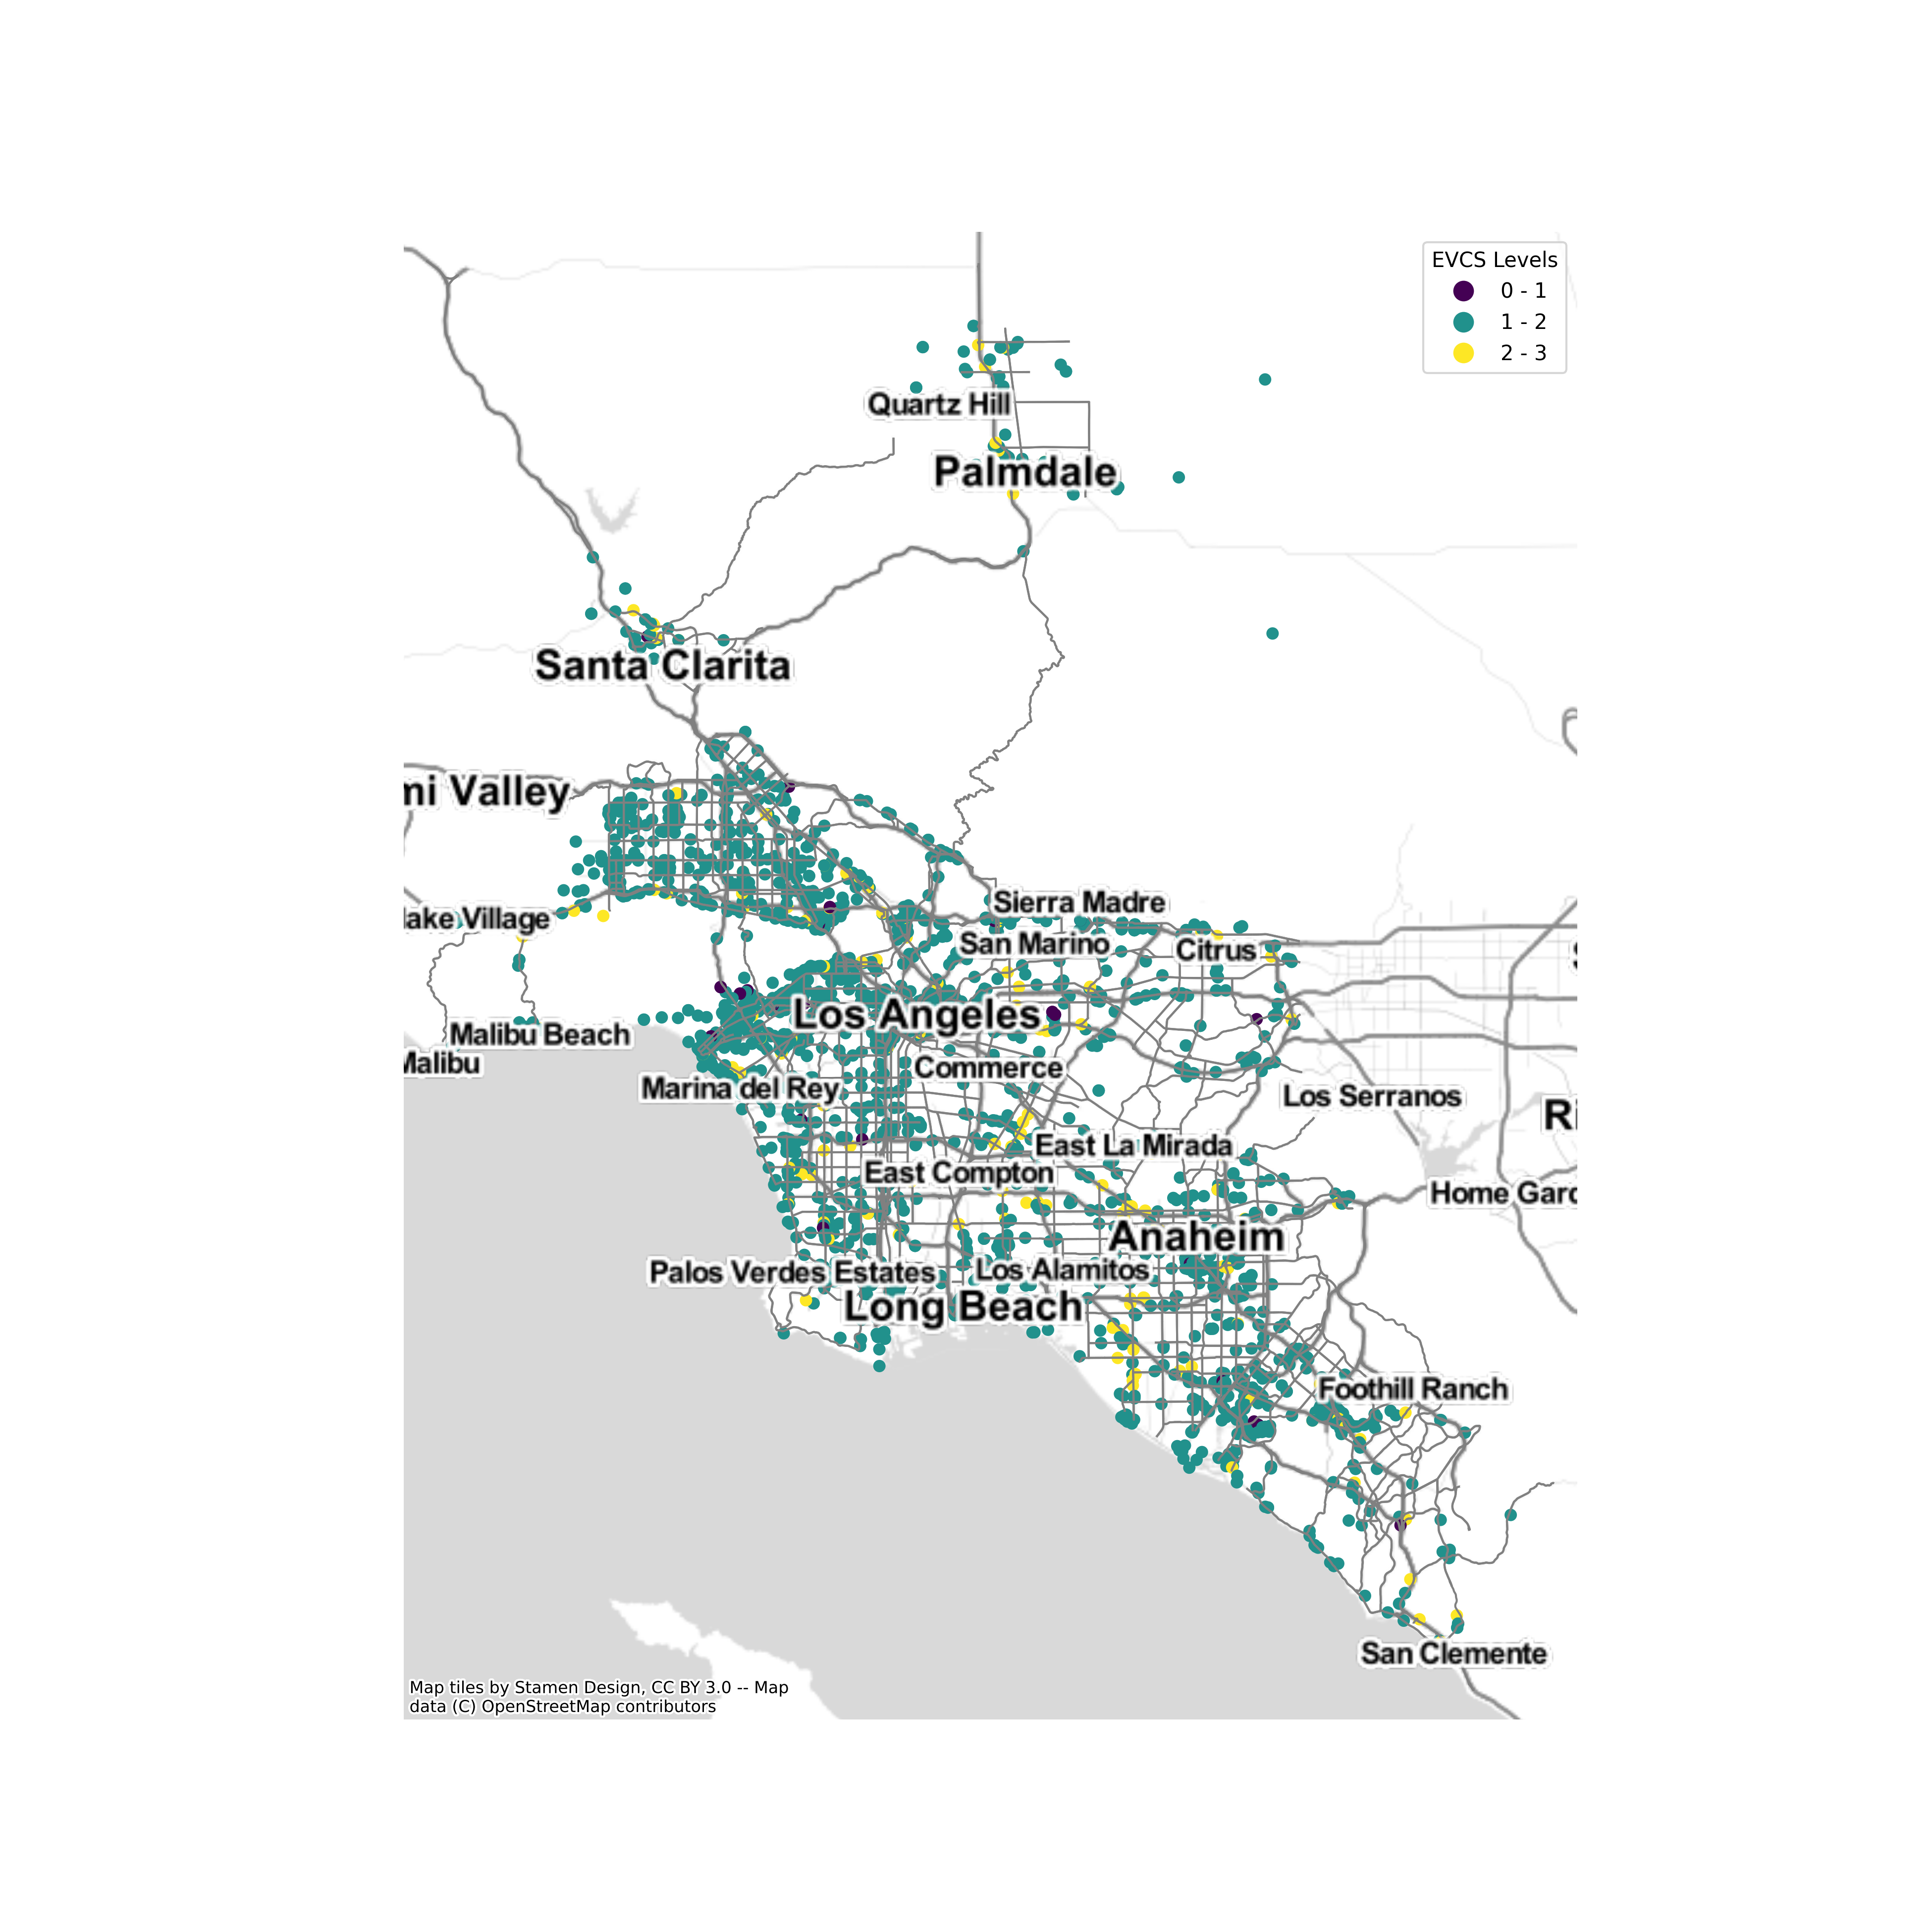 EVCS Levels
0 - 1
1 - 2
2 - 3
Quartz Hill
Palmdale
Santa Clarita
mi Valley
lake Village
Sierra Madre
San Marino
Citrus
Los Angeles
Malibu Beach
Malibu
Commerce
Marina del Rey
Los Serranos
Ri
East La Mirada
East Compton
Home Gard
Anaheim
Palos Verdes Estates
Los Alamitos
Long Beach
Foothill Ranch
San Clemente
Map tiles by Stamen Design, CC BY 3.0 -- Map
data (C) OpenStreetMap contributors